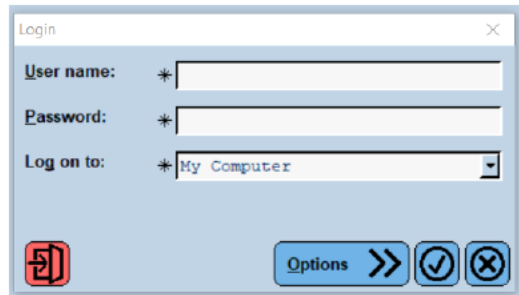 Login
User name:
Password:
Log on to:
My Computer
Options